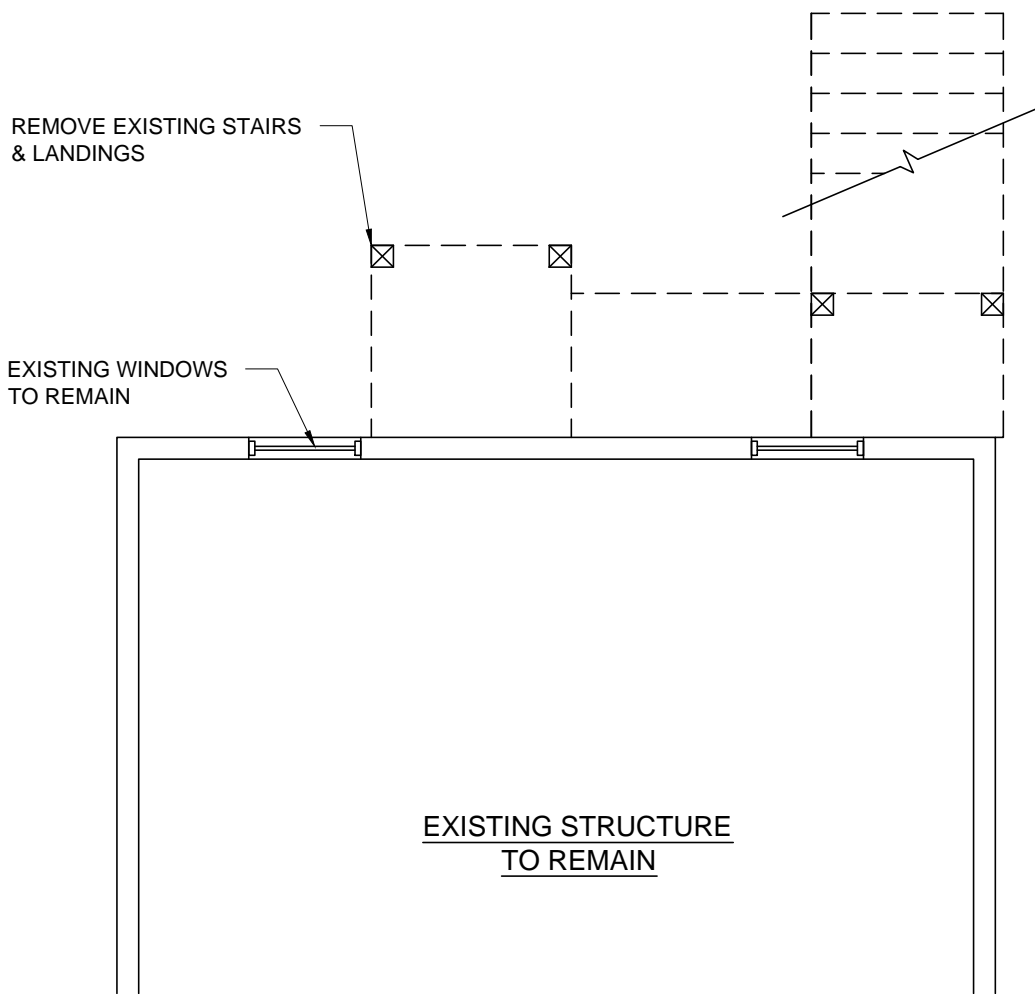 REMOVE EXISTING STAIRS
& LANDINGS
EXISTING WINDOWS
TO REMAIN
EXISTING STRUCTURE
TO REMAIN